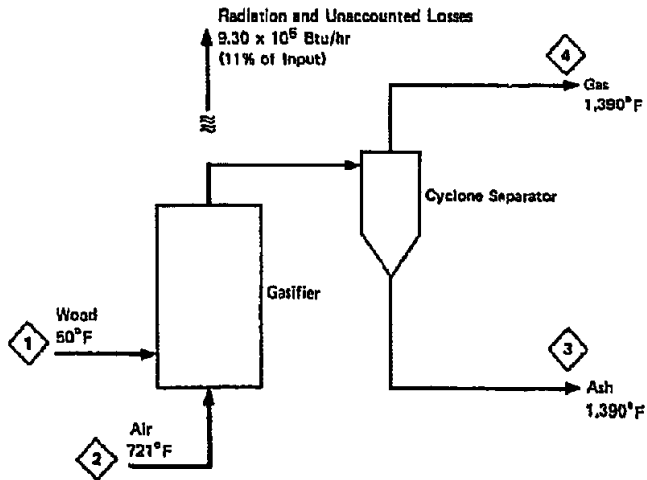 Radiation and Unaccounted Losses
9.30 x 10⁶ Btu/hr
(11% of Input)
4
Gas
1,390°F
Cyclone Separator
Gasifier
Wood
1
50°F
3
Ash
1,390°F
Air
721°F
2